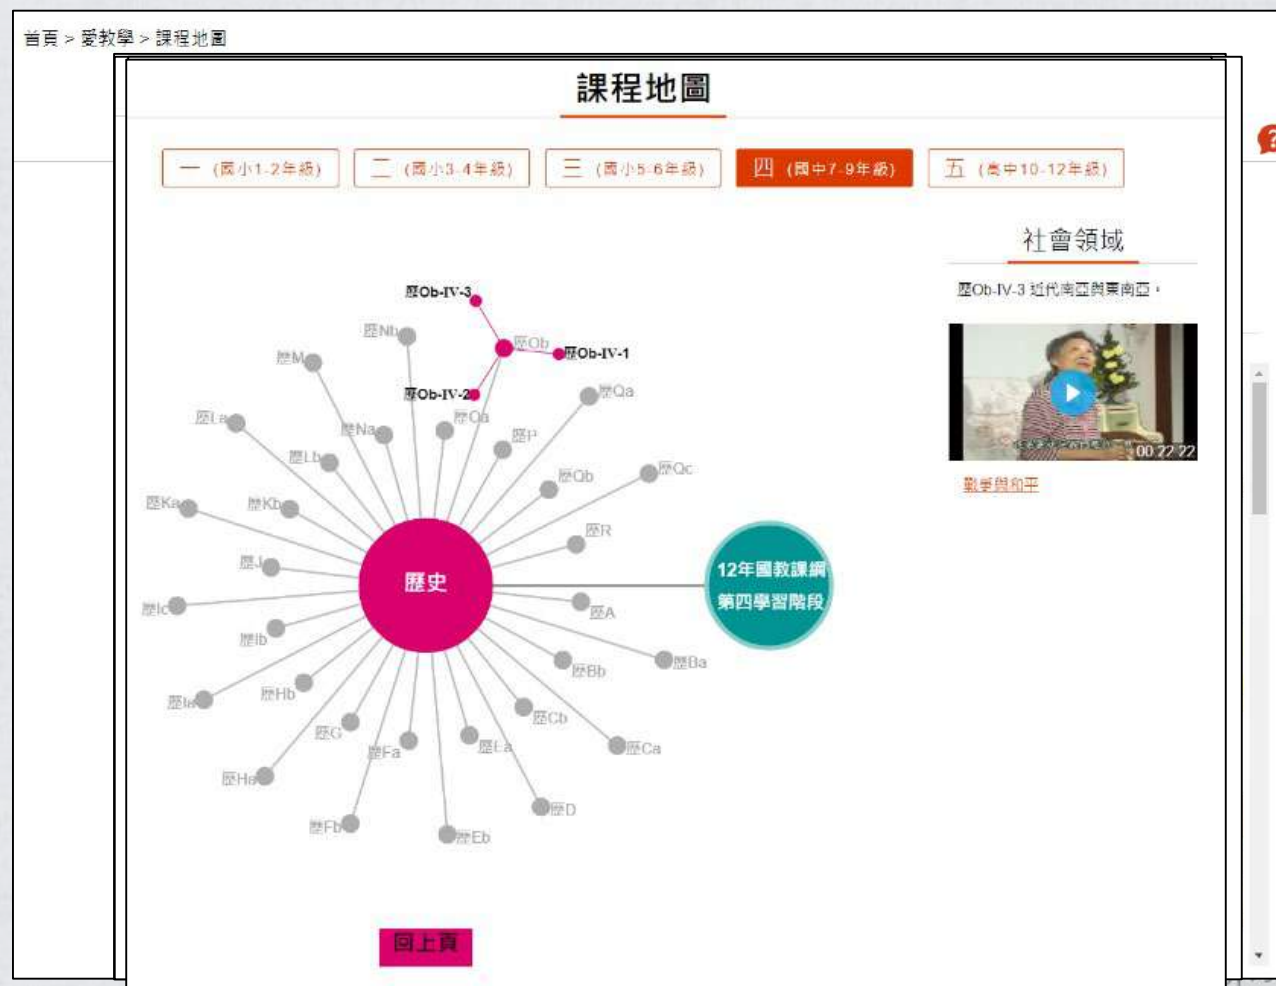 首頁 > 愛教學 > 課程地圖
課程地圖
一 (國小1-2年級)
二 (國小3-4年級)
三 (國小5-6年級)
四 (國中7-9年級)
五 (高中10-12年級)
社會領域
歷Ob-IV-3 近代南亞與東南亞。
00:22:22
戰爭與和平
歷Ob-IV-3
歷Nb
歷Ob
歷Ob-IV-1
歷M
歷Ob-IV-2
歷Qa
歷La
歷Na
歷Oa
歷P
歷Lb
歷Qb
歷Qc
歷Ka
歷Kb
歷R
歷J
歷史
12年國教課綱
第四學習階段
歷Ic
歷A
歷Ib
歷Bb
歷Ba
歷Ia
歷Hb
歷Cb
歷G
歷Fa
歷Ea
歷Ca
歷Ha
歷D
歷Fb
歷Eb
回上頁